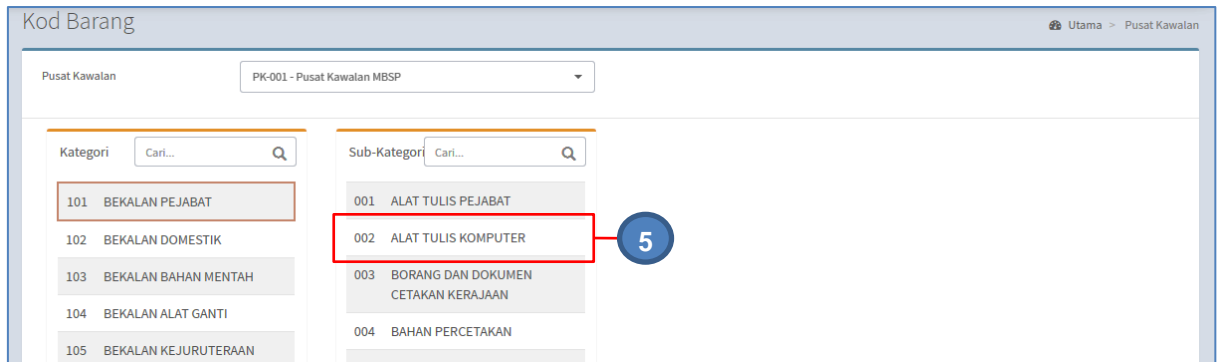 Kod Barang
Utama > Pusat Kawalan
Pusat Kawalan
PK-001 - Pusat Kawalan MBSP
Kategori
Cari...
101 BEKALAN PEJABAT
102 BEKALAN DOMESTIK
103 BEKALAN BAHAN MENTAH
104 BEKALAN ALAT GANTI
105 BEKALAN KEJURUTERAAN
Sub-Kategori
Cari...
001 ALAT TULIS PEJABAT
002 ALAT TULIS KOMPUTER
003 BORANG DAN DOKUMEN
CETAKAN KERAJAAN
004 BAHAN PERCETAKAN
5